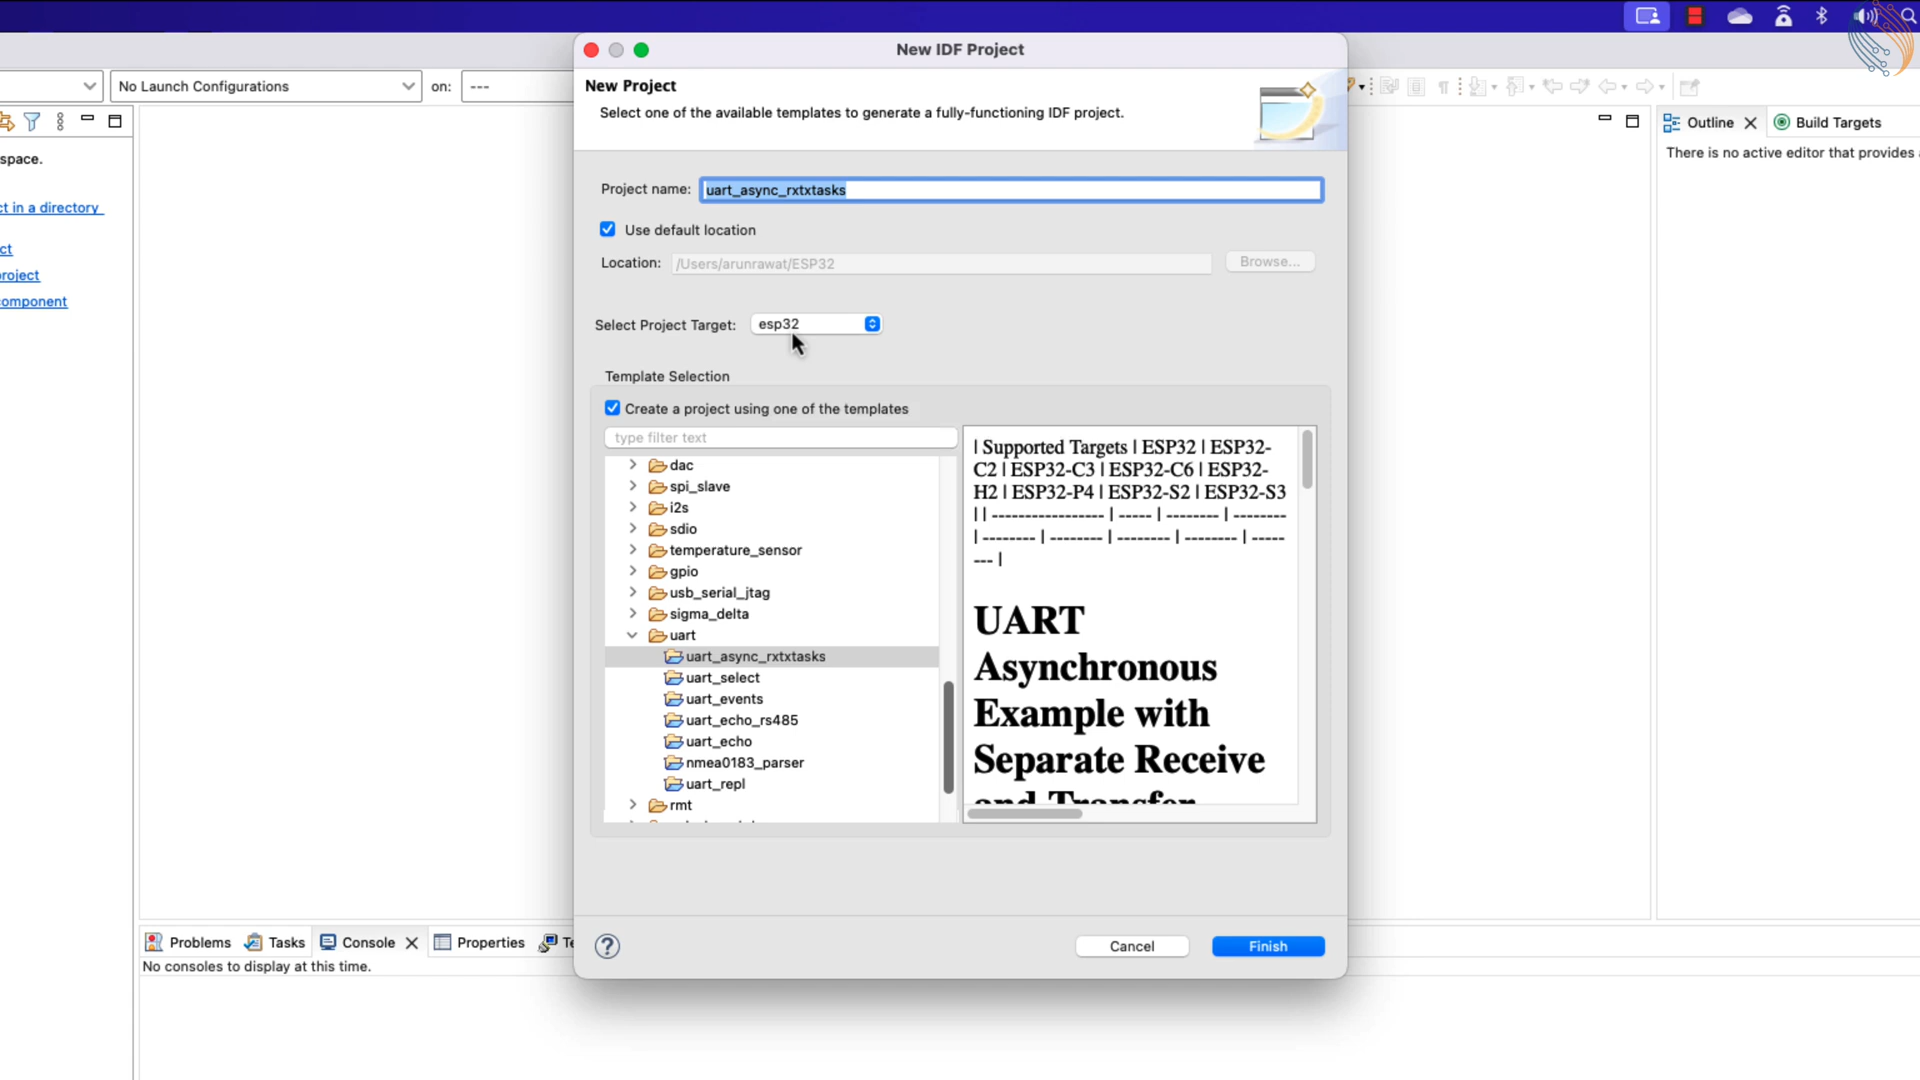 New IDF Project
No Launch Configurations
on:
---
New Project
Select one of the available templates to generate a fully-functioning IDF project.
Outline
Build Targets
There is no active editor that provides
space.
ct in a directory
ct
roject
component
Project name:
uart_async_rxtxtasks
Use default location
Location:
/Users/arunrawat/ESP32
Browse...
Select Project Target:
esp32
Template Selection
Create a project using one of the templates
type filter text
dac
spi_slave
i2s
sdio
temperature_sensor
gpio
usb_serial_jtag
sigma_delta
uart
uart_async_rxtxtasks
uart_select
uart_events
uart_echo_rs485
uart_echo
nmea0183_parser
uart_repl
rmt
| Supported Targets | ESP32 | ESP32-
C2 | ESP32-C3 | ESP32-C6 | ESP32-
H2 | ESP32-P4 | ESP32-S2 | ESP32-S3
| | ----------------- | ----- | -------- | --------
| -------- | -------- | -------- | -------- | -----
--- |
UART
Asynchronous
Example with
Separate Receive
and Transfer
Problems
Tasks
Console
Properties
Te
No consoles to display at this time.
Cancel
Finish